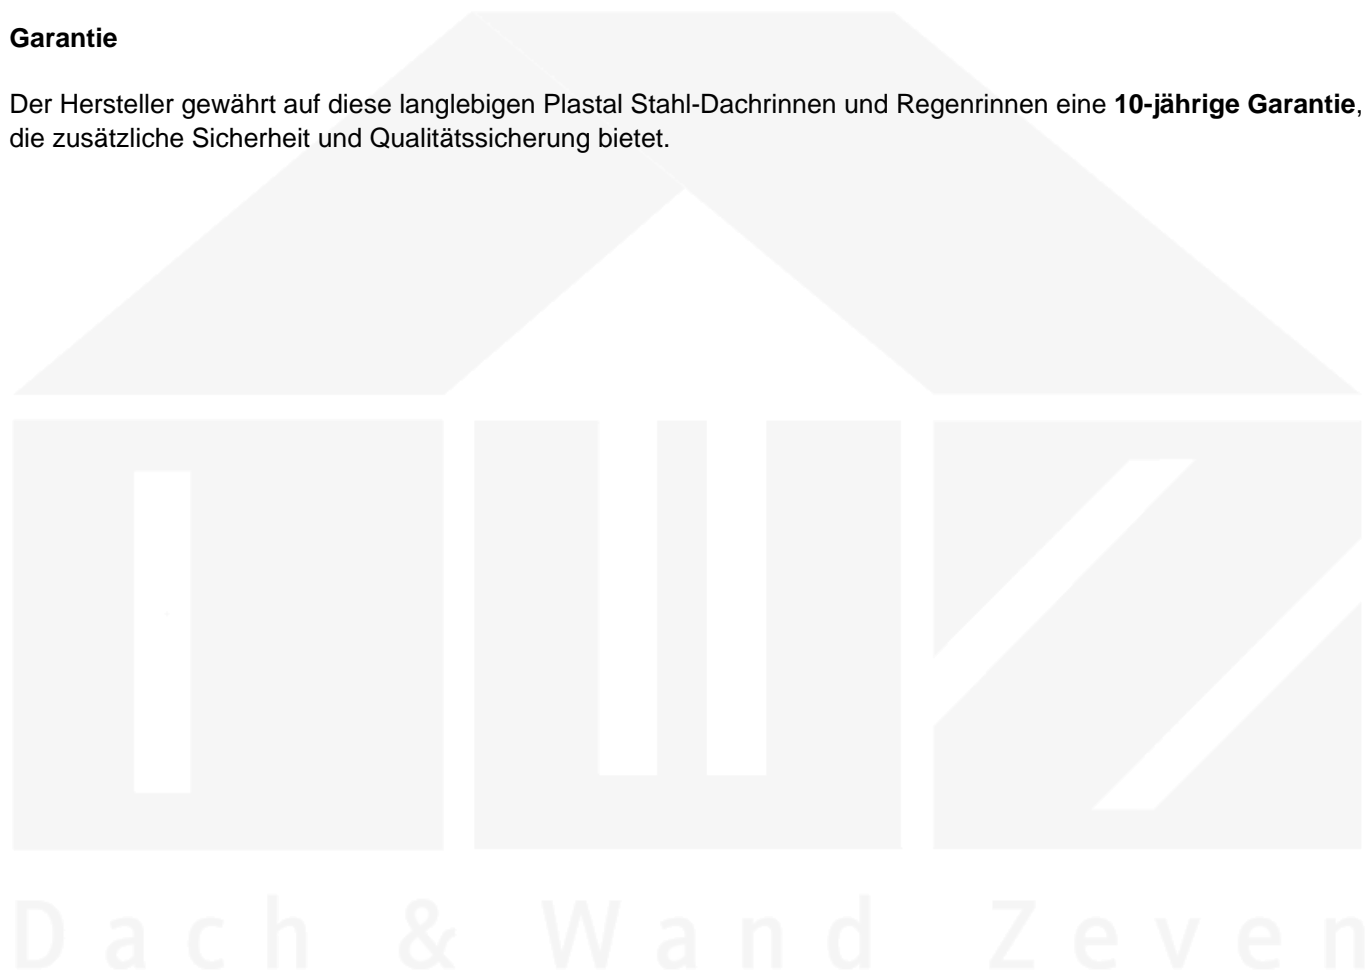 Garantie
Der Hersteller gewährt auf diese langlebigen Plastal Stahl-Dachrinnen und Regenrinnen eine 10-jährige Garantie,
die zusätzliche Sicherheit und Qualitätssicherung bietet.
Dach & Wand Zeven